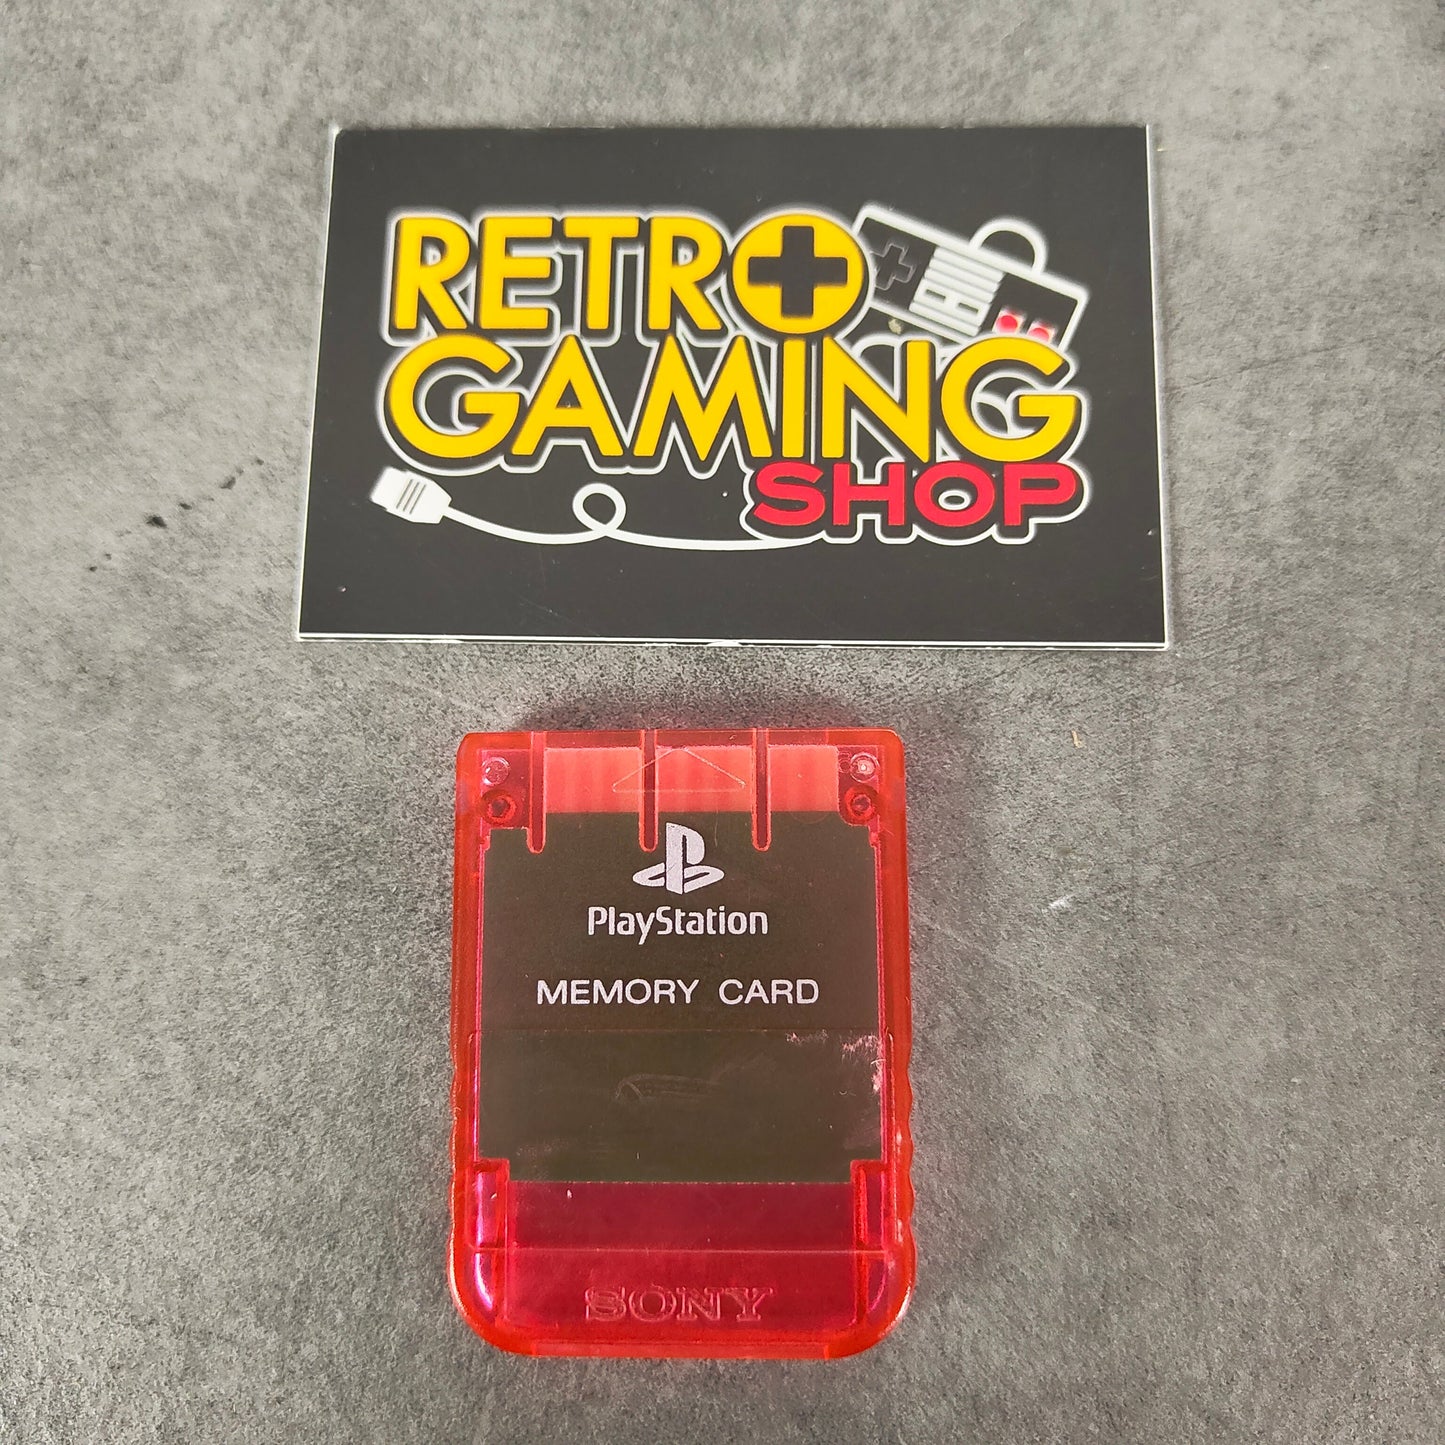 RETRO
GAMING
SHOP
PlayStation
MEMORY CARD
SONY